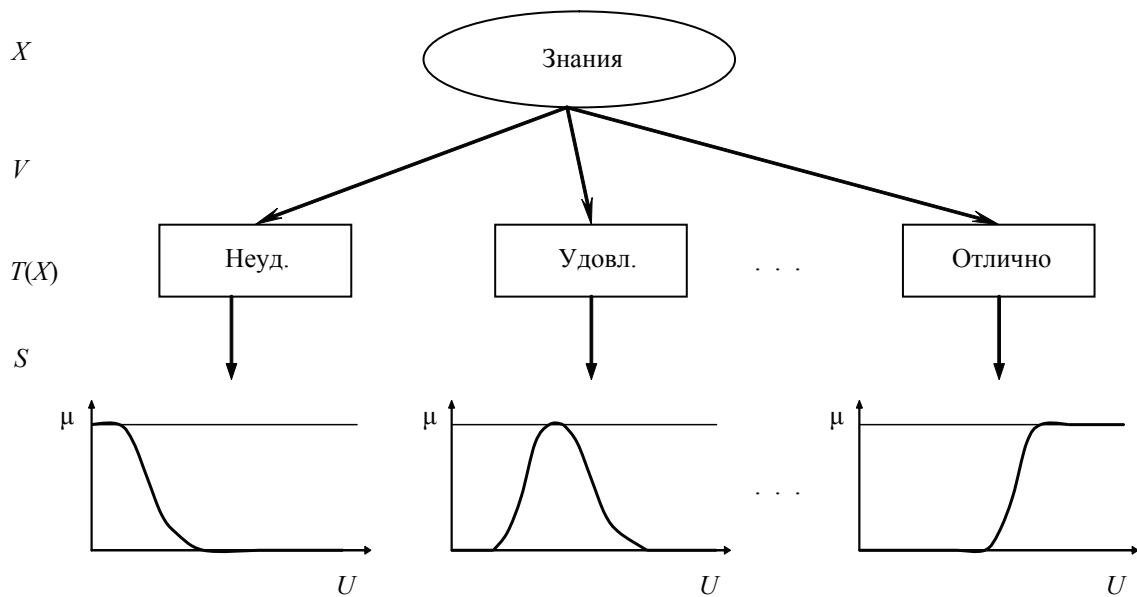 X
Знания
V
T(X)
Неуд.
Удовл.
. . .
Отлично
S
μ
μ
μ
. . .
U
U
U